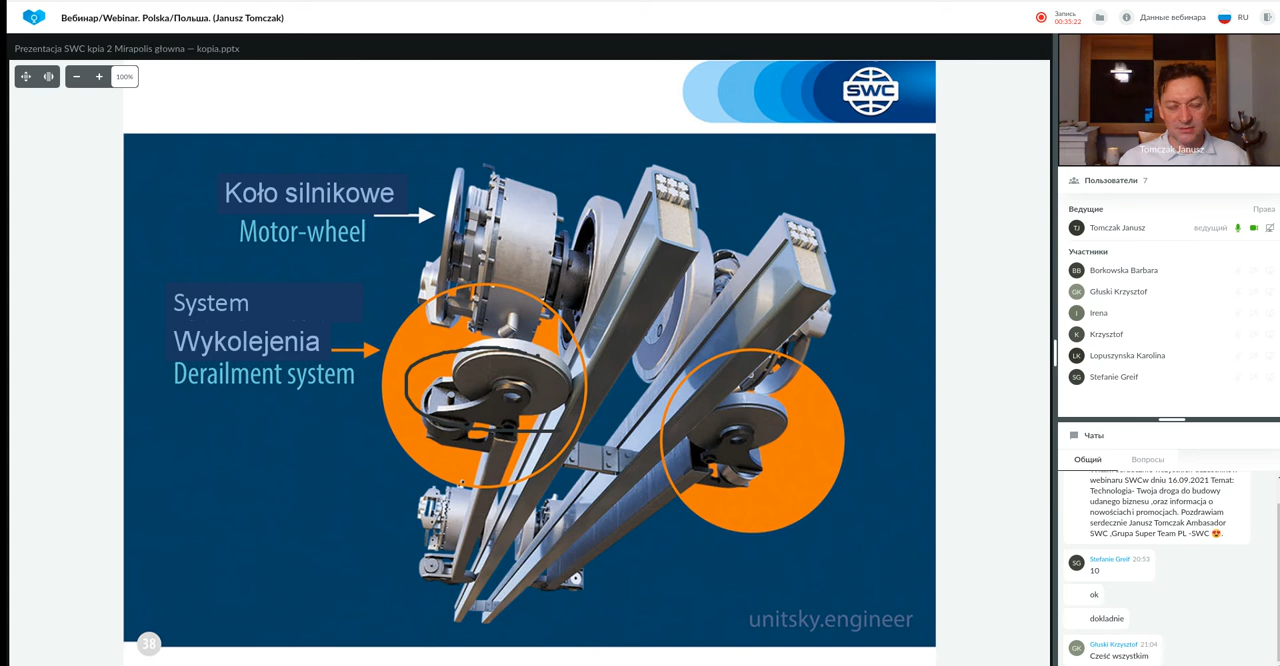 Вебинар/Webinar. Polska/Польша. (Janusz Tomczak)
Запись
00:35:22
Данные вебинара
RU
Prezentacja SWC kpia 2 Mirapolis głowna — kopia.pptx
100%
SWC
Koło silnikowe
Motor-wheel
System
Wykolejenia
Derailment system
unitsky.engineer
38
Tomczak Janusz
Пользователи 7
Ведущие
Права
TJ
Tomczak Janusz
ведущий
Участники
BB
Borkowska Barbara
GK
Głuski Krzysztof
I
Irena
K
Krzysztof
LK
Lopuszynska Karolina
SG
Stefanie Greif
Чаты
Общий
Вопросы
webinaru SWCw dniu 16.09.2021 Temat:
Technologia- Twoja droga do budowy
udanego biznesu ,oraz informacja o
nowościach i promocjach. Pozdrawiam
serdecznie Janusz Tomczak Ambasador
SWC ,Grupa Super Team PL -SWC 😍.
SG
Stefanie Greif 20:53
10
ok
dokladnie
GK
Głuski Krzysztof 21:04
Cześć wszystkim